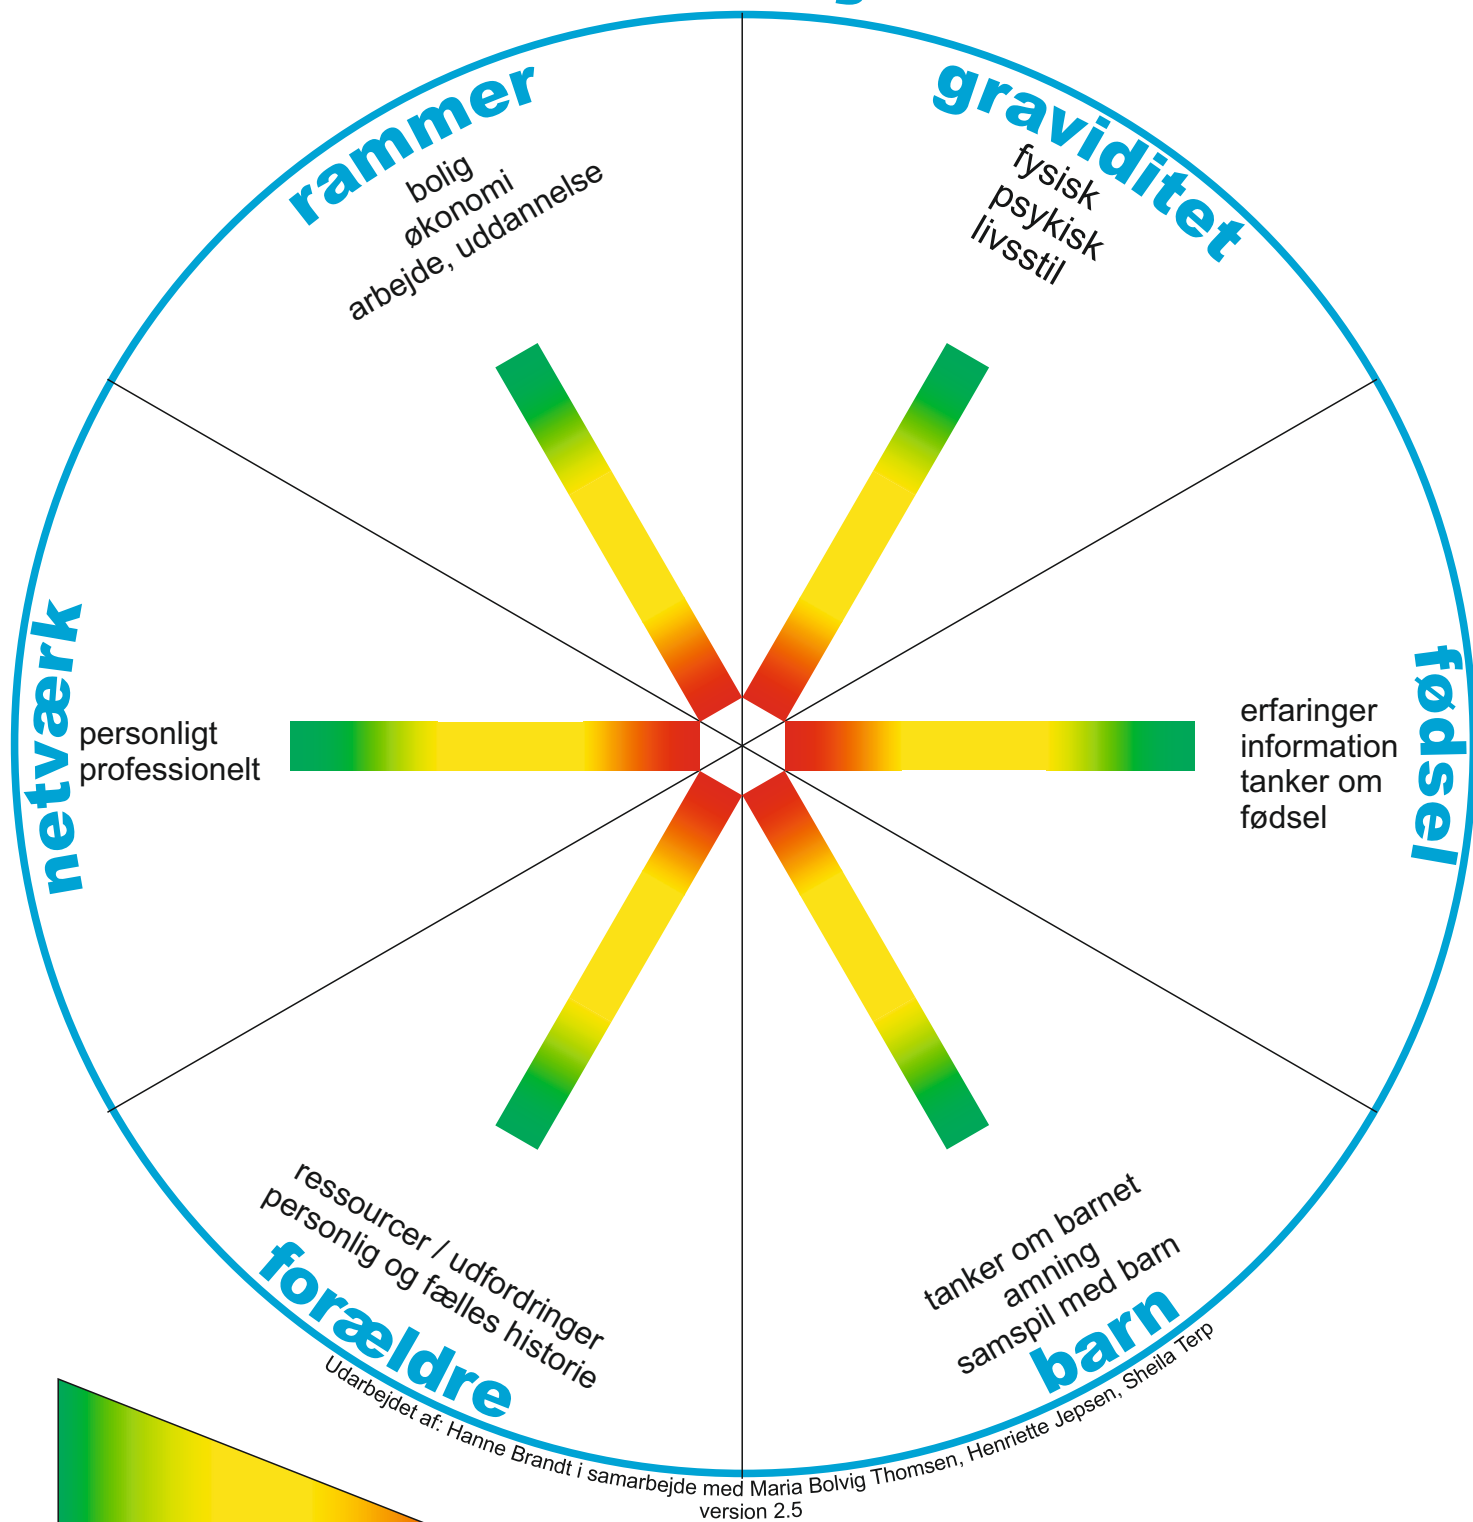 rammer
bolig
økonomi
arbejde, uddannelse
graviditet
fysisk
psykisk
livsstil
netværk
personligt
professionelt
fødsel
erfaringer
information
tanker om
fødsel
ressourcer / udfordringer
personlig og fælles historie
forældre
tanker om barnet
amning
samspil med barn
barn
Udarbejdet af: Hanne Brandt i samarbejde med Maria Bolvig Thomsen, Henriette Jepsen, Sheila Terp
version 2.5